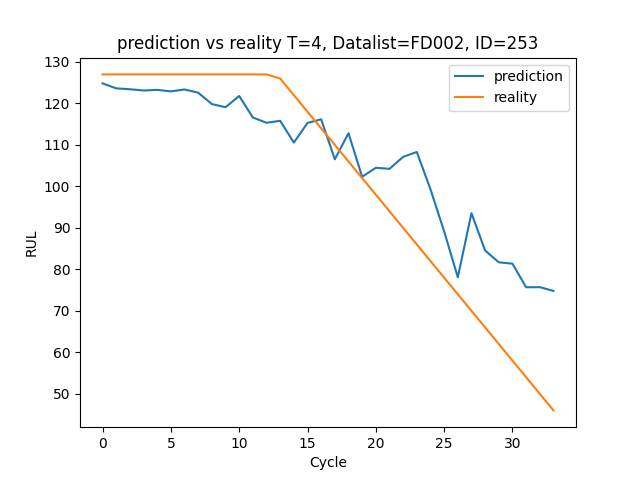 prediction vs reality T=4, Datalist=FD002, ID=253
prediction
reality
130
120
110
100
90
80
70
60
50
RUL
0 5 10 15 20 25 30
Cycle